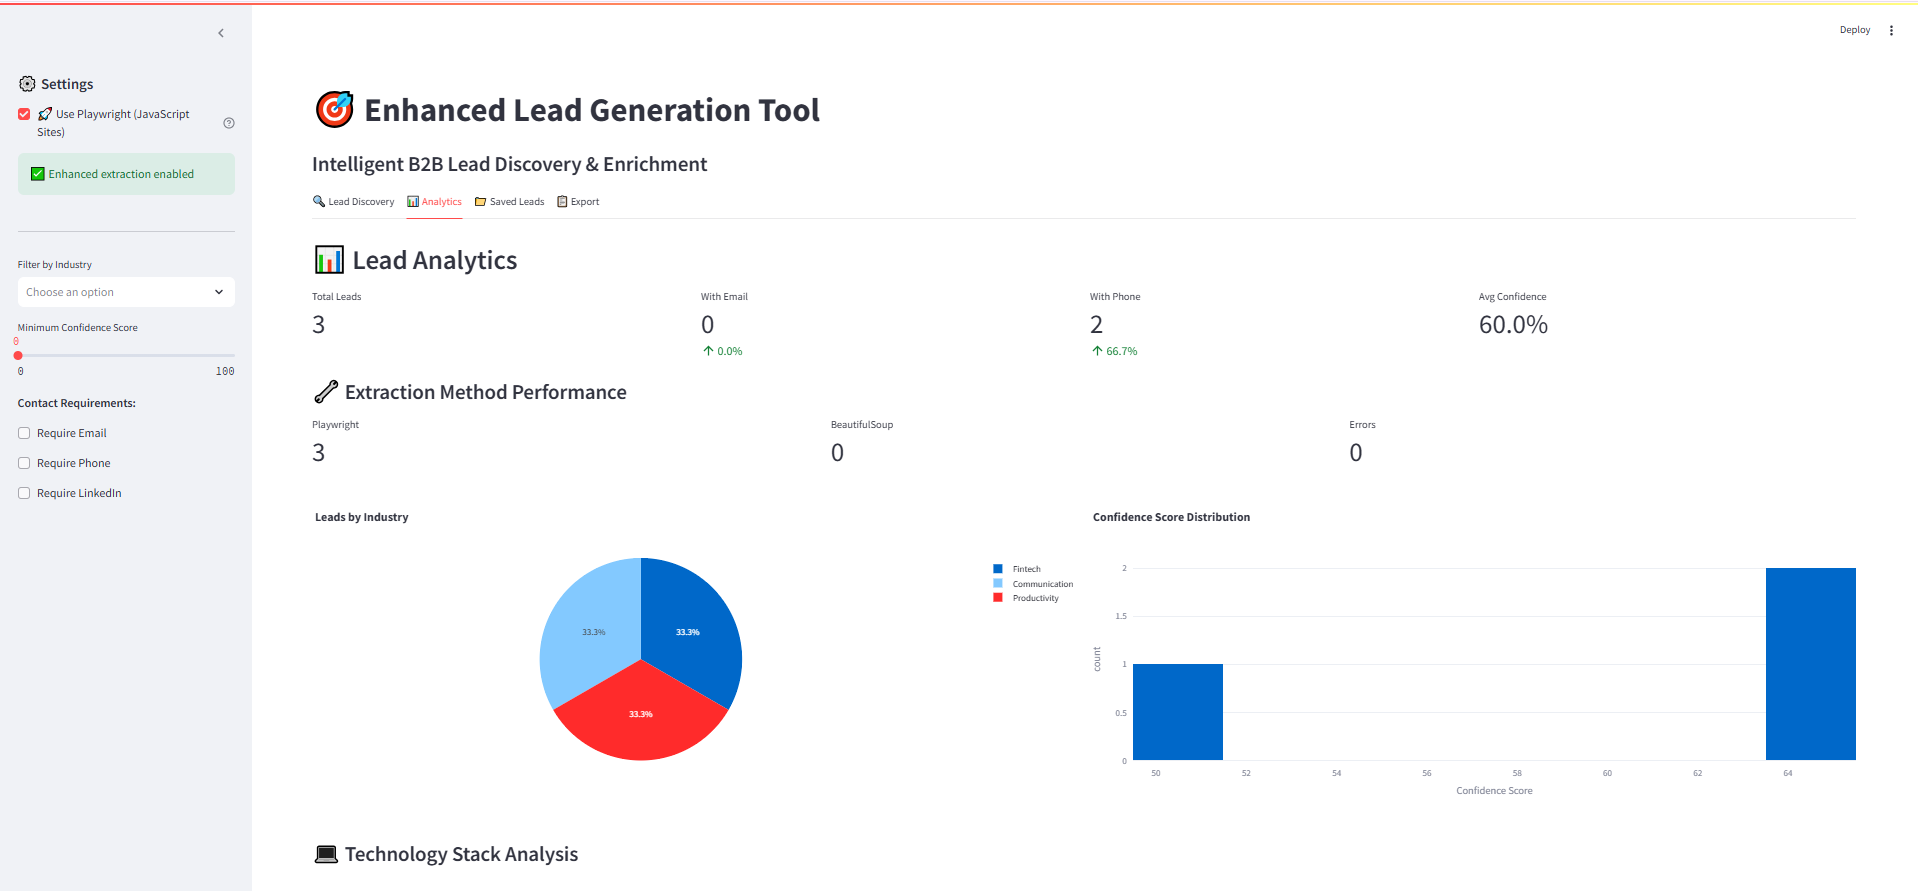 Deploy
Settings
Use Playwright (JavaScript
Sites)
Enhanced extraction enabled
Filter by Industry
Choose an option
Minimum Confidence Score
0
0 100
Contact Requirements:
Require Email
Require Phone
Require LinkedIn
Enhanced Lead Generation Tool
Intelligent B2B Lead Discovery & Enrichment
Lead Discovery Analytics Saved Leads Export
Lead Analytics
Total Leads With Email With Phone Avg Confidence
3 0 2 60.0%
↑ 0.0% ↑ 66.7%
Extraction Method Performance
Playwright BeautifulSoup Errors
3 0 0
Leads by Industry
33.3% 33.3%
33.3%
Fintech
Communication
Productivity
Confidence Score Distribution
2
1.5
1
0.5
0
count
50 52 54 56 58 60 62 64
Confidence Score
Technology Stack Analysis